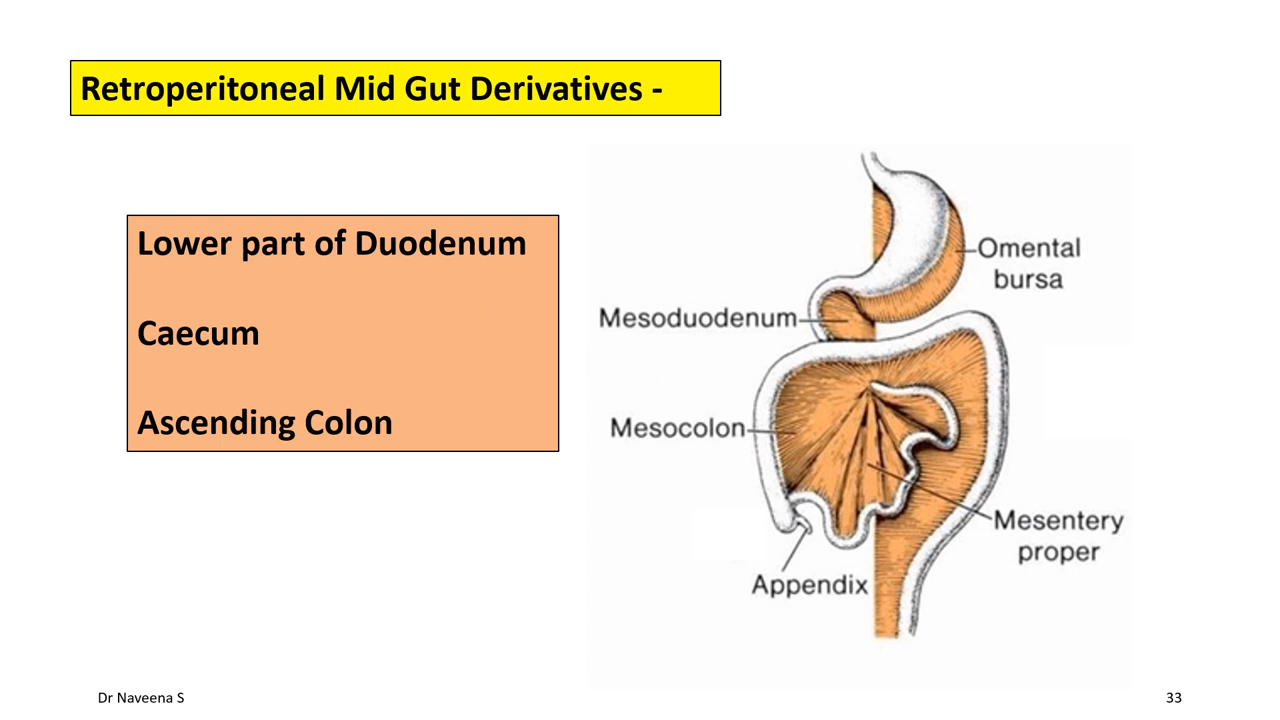 Retroperitoneal Mid Gut Derivatives -
Lower part of Duodenum
Caecum
Ascending Colon
Omental
bursa
Mesoduodenum
Mesocolon
Mesentery
proper
Appendix
Dr Naveena S
33